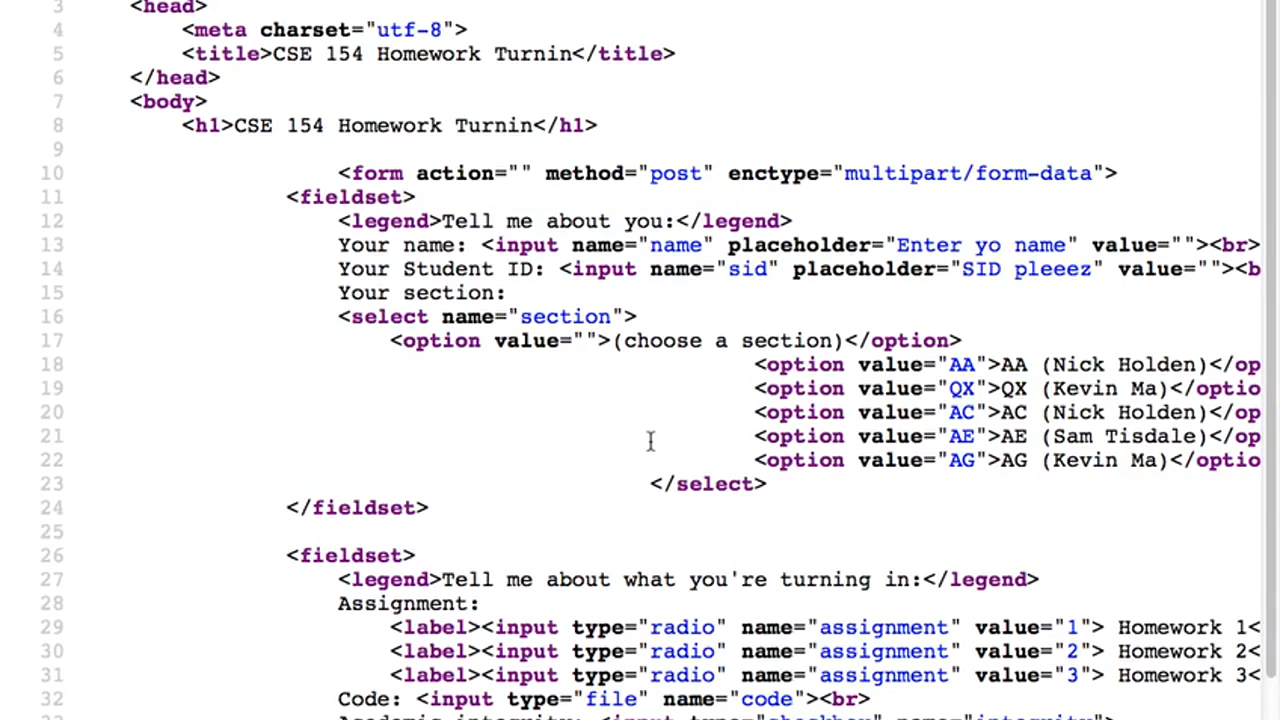 3 <head>
4 <meta charset="utf-8">
5 <title>CSE 154 Homework Turnin</title>
6 </head>
7 <body>
8 <h1>CSE 154 Homework Turnin</h1>
9
10 <form action="" method="post" enctype="multipart/form-data">
11 <fieldset>
12 <legend>Tell me about you:</legend>
13 Your name: <input name="name" placeholder="Enter yo name" value=""><br>
14 Your Student ID: <input name="sid" placeholder="SID pleeez" value=""><b
15 Your section:
16 <select name="section">
17 <option value="">(choose a section)</option>
18 <option value="AA">AA (Nick Holden)</op
19 <option value="QX">QX (Kevin Ma)</optio
20 <option value="AC">AC (Nick Holden)</op
21 <option value="AE">AE (Sam Tisdale)</op
22 <option value="AG">AG (Kevin Ma)</optio
23 </select>
24 </fieldset>
25
26 <fieldset>
27 <legend>Tell me about what you're turning in:</legend>
28 Assignment:
29 <label><input type="radio" name="assignment" value="1"> Homework 1<
30 <label><input type="radio" name="assignment" value="2"> Homework 2<
31 <label><input type="radio" name="assignment" value="3"> Homework 3<
32 Code: <input type="file" name="code"><br>
33 Academic integrity: <input type="checkbox" name="integrity">